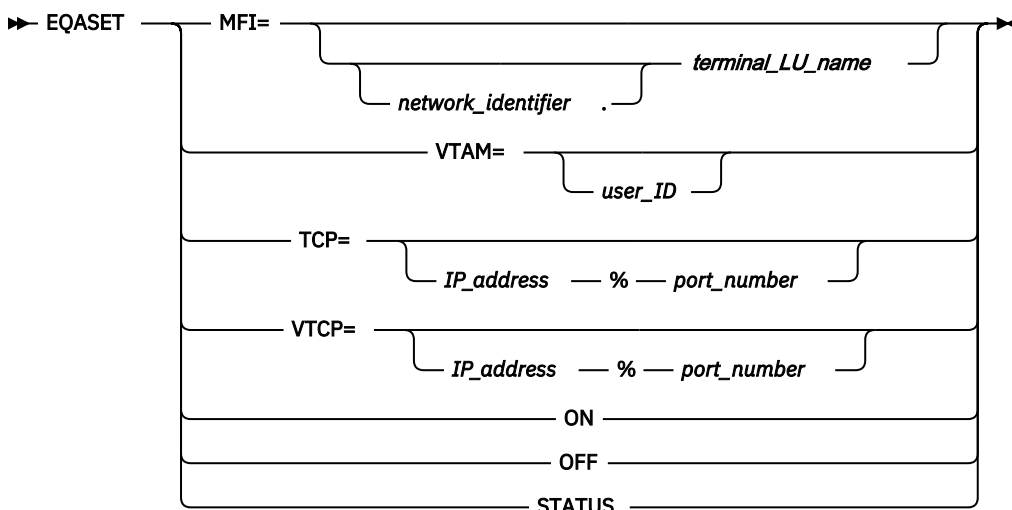 EQASET MFI=
terminal_LU_name
network_identifier .
VTAM=
user_ID
TCP=
IP_address % port_number
VTCP=
IP_address % port_number
ON
OFF
STATUS